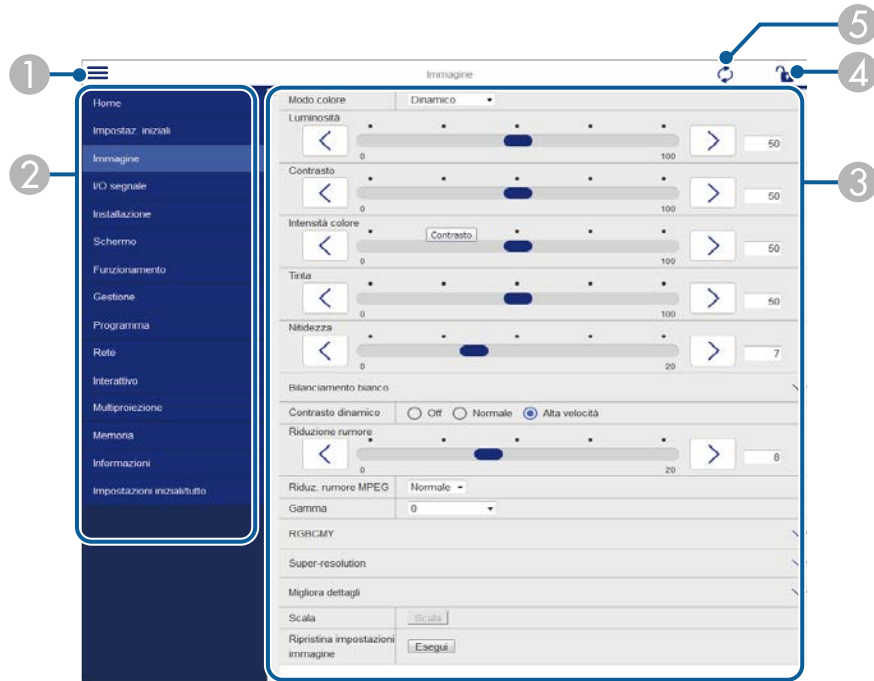 5
1
Immagine
4
2
Home
Impostaz. iniziali
Immagine
I/O segnale
Installazione
Schermo
Funzionamento
Gestione
Programma
Rete
Interattivo
Multiproiezione
Memoria
Informazioni
Impostazioni iniziali/tutto
3
Modo colore Dinamico
Luminosità
0 100 50
Contrasto
0 100 50
Intensità colore
Contrasto
0 100 50
Tinta
0 100 50
Nitidezza
0 20 7
Bilanciamento bianco
Contrasto dinamico Off Normale Alta velocità
Riduzione rumore
0 20 8
Riduz. rumore MPEG Normale
Gamma 0
RGBCMY
Super-resolution
Migliora dettagli
Scala Scala
Ripristina impostazioni
immagine Esegui